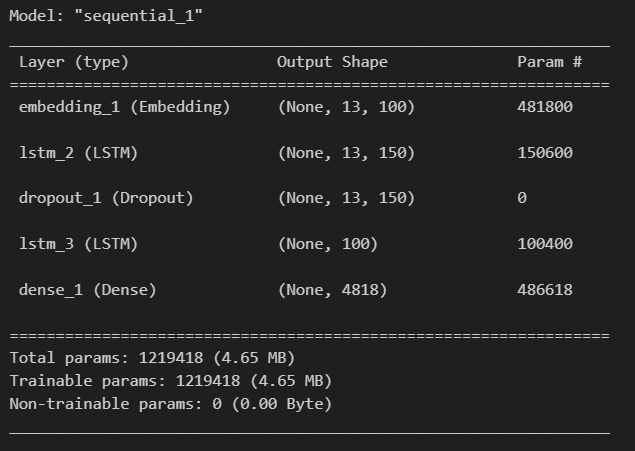 Model: "sequential_1"
_________________________________________________________________
 Layer (type)                Output Shape              Param #
=================================================================
 embedding_1 (Embedding)     (None, 13, 100)           481800
 lstm_2 (LSTM)               (None, 13, 150)           150600
 dropout_1 (Dropout)         (None, 13, 150)           0
 lstm_3 (LSTM)               (None, 100)               100400
 dense_1 (Dense)             (None, 4818)              486618
=================================================================
Total params: 1219418 (4.65 MB)
Trainable params: 1219418 (4.65 MB)
Non-trainable params: 0 (0.00 Byte)
_________________________________________________________________